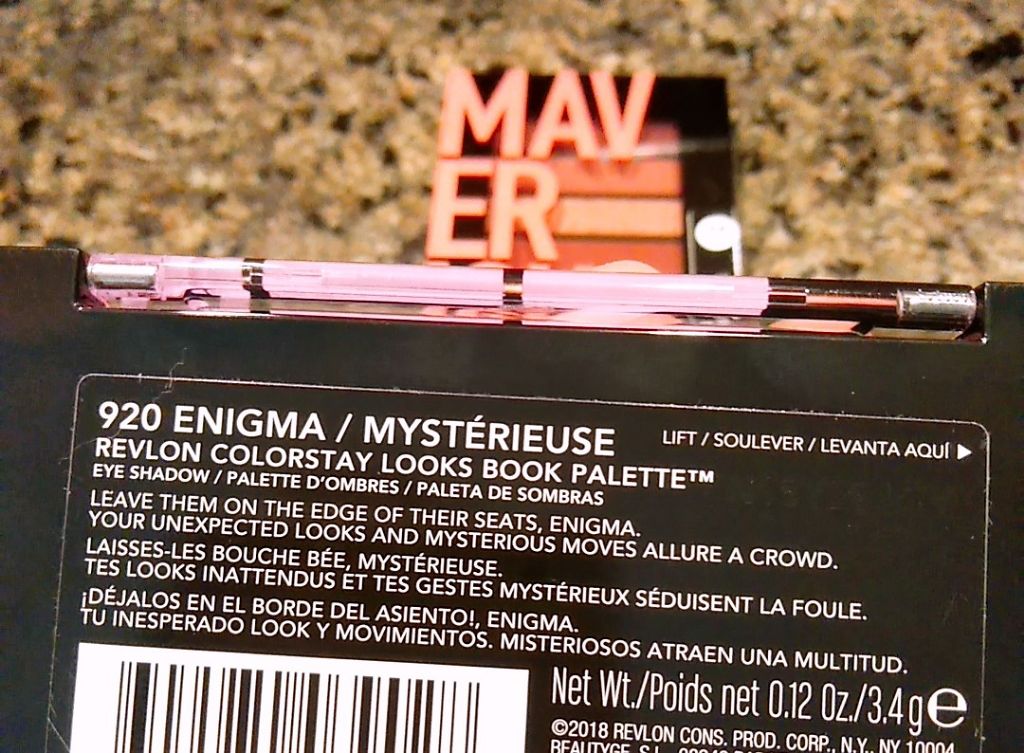 MAV
ER
920 ENIGMA / MYSTÉRIEUSE
LIFT / SOULEVER / LEVANTA AQUÍ
REVLON COLORSTAY LOOKS BOOK PALETTE™
EYE SHADOW / PALETTE D'OMBRES / PALETA DE SOMBRAS
LEAVE THEM ON THE EDGE OF THEIR SEATS, ENIGMA.
YOUR UNEXPECTED LOOKS AND MYSTERIOUS MOVES ALLURE A CROWD.
LAISSES-LES BOUCHE BÉE, MYSTÉRIEUSE.
TES LOOKS INATTENDUS ET TES GESTES MYSTÉRIEUX SÉDUISENT LA FOULE.
¡DÉJALOS EN EL BORDE DEL ASIENTO!, ENIGMA.
TU INESPERADO LOOK Y MOVIMIENTOS. MISTERIOSOS ATRAEN UNA MULTITUD.
Net Wt./Poids net 0.12 Oz./3.4g ℮
©2018 REVLON CONS. PROD. CORP., N.Y., NY 10004
BEAUTYGE, S.L.